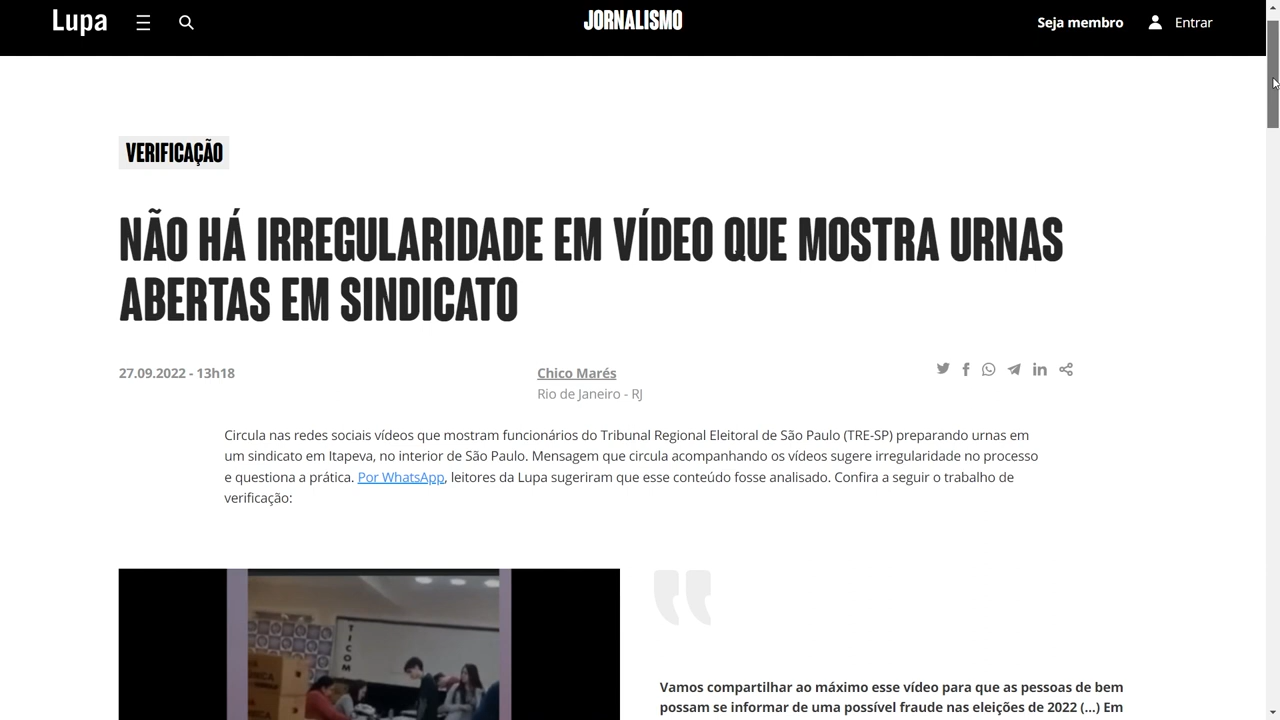 Lupa
JORNALISMO
Seja membro
Entrar
VERIFICAÇÃO
NÃO HÁ IRREGULARIDADE EM VÍDEO QUE MOSTRA URNAS
ABERTAS EM SINDICATO
27.09.2022 - 13h18
Chico Marés
Rio de Janeiro - RJ
Circula nas redes sociais vídeos que mostram funcionários do Tribunal Regional Eleitoral de São Paulo (TRE-SP) preparando urnas em
um sindicato em Itapeva, no interior de São Paulo. Mensagem que circula acompanhando os vídeos sugere irregularidade no processo
e questiona a prática. Por WhatsApp, leitores da Lupa sugeriram que esse conteúdo fosse analisado. Confira a seguir o trabalho de
verificação:
TICOM
Vamos compartilhar ao máximo esse vídeo para que as pessoas de bem
possam se informar de uma possível fraude nas eleições de 2022 (...) Em